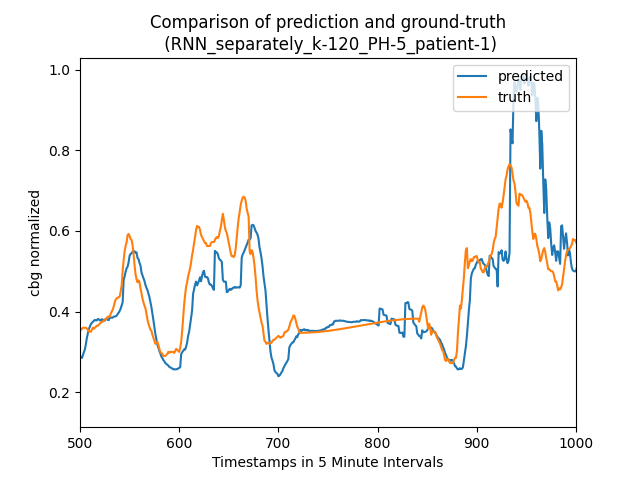 Comparison of prediction and ground-truth
(RNN_separately_k-120_PH-5_patient-1)
1.0
0.8
0.6
0.4
0.2
cbg normalized
predicted
truth
500
600
700
800
900
1000
Timestamps in 5 Minute Intervals